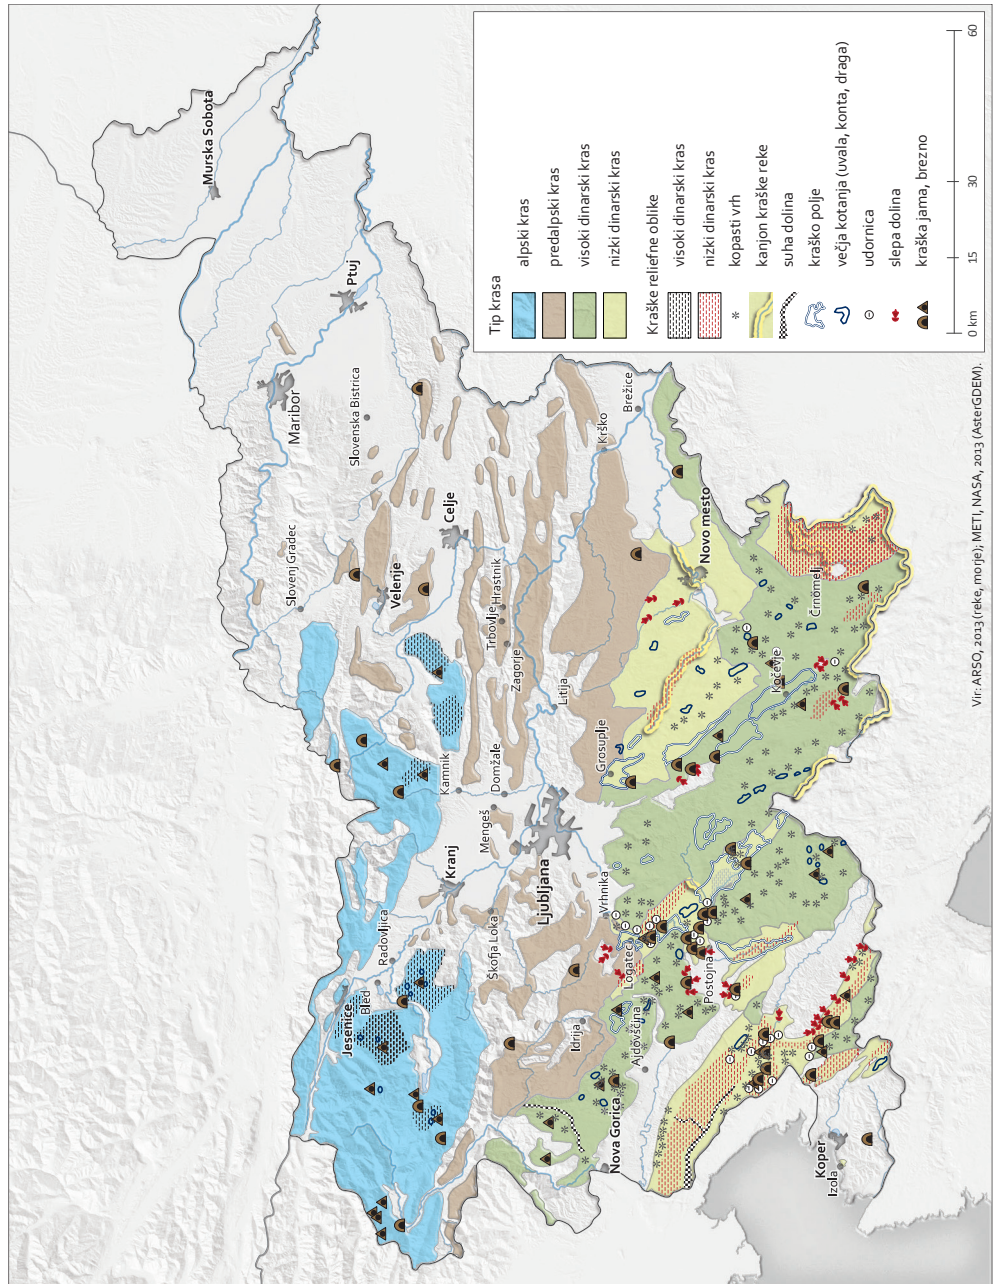 Tip krasa
alpski kras
predalpski kras
visoki dinarski kras
nizki dinarski kras
Kraške reliefne oblike
visoki dinarski kras
nizki dinarski kras
kopasti vrh
kanjon kraške reke
suha dolina
kraško polje
večja kotanja (uvala, konta, draga)
udornica
slepa dolina
kraška jama, brezno
0 km 15 30 60
Murska Sobota
Ptuj
Maribor
Slovenska Bistrica
Slovenj Gradec
Velenje
Celje
Hrastnik
Trbovlje
Zagorje
Litija
Krško
Brežice
Novo mesto
Črnomelj
Kočevje
Grosuplje
Kamnik
Domžale
Mengeš
Ljubljana
Kranj
Škofja Loka
Radovljica
Bled
Jesenice
Vrhnika
Logatec
Idrija
Postojna
Ajdovščina
Nova Gorica
Koper
Izola
Vir: ARSO, 2013 (reke, morje); METI, NASA, 2013 (AsterGDEM).